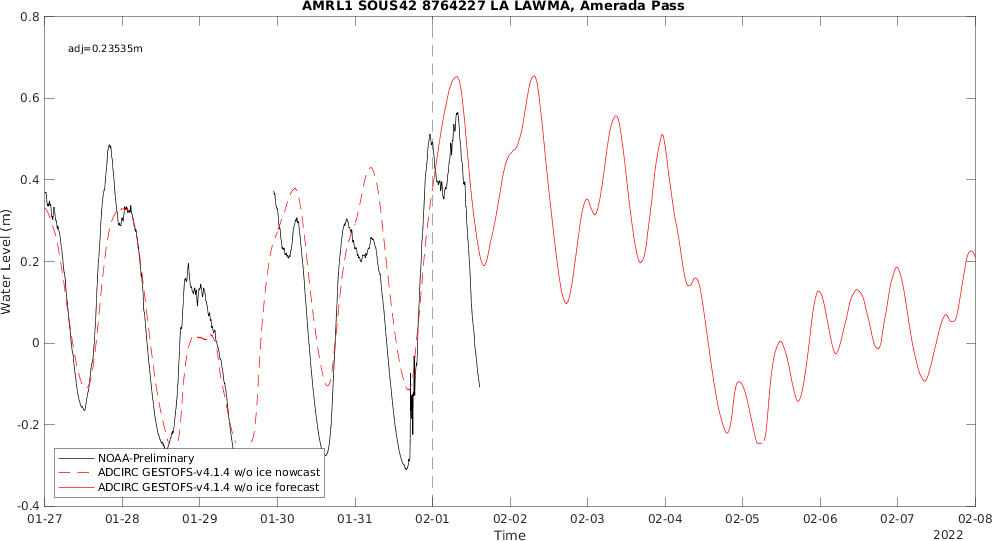 AMRL1 SOUS42 8764227 LA LAWMA, Amerada Pass
adj=0.23535m
Water Level (m)
0.8
0.6
0.4
0.2
0
-0.2
-0.4
NOAA-Preliminary
ADCIRC GESTOFS-v4.1.4 w/o ice nowcast
ADCIRC GESTOFS-v4.1.4 w/o ice forecast
01-27 01-28 01-29 01-30 01-31 02-01 02-02 02-03 02-04 02-05 02-06 02-07 02-08
Time
2022